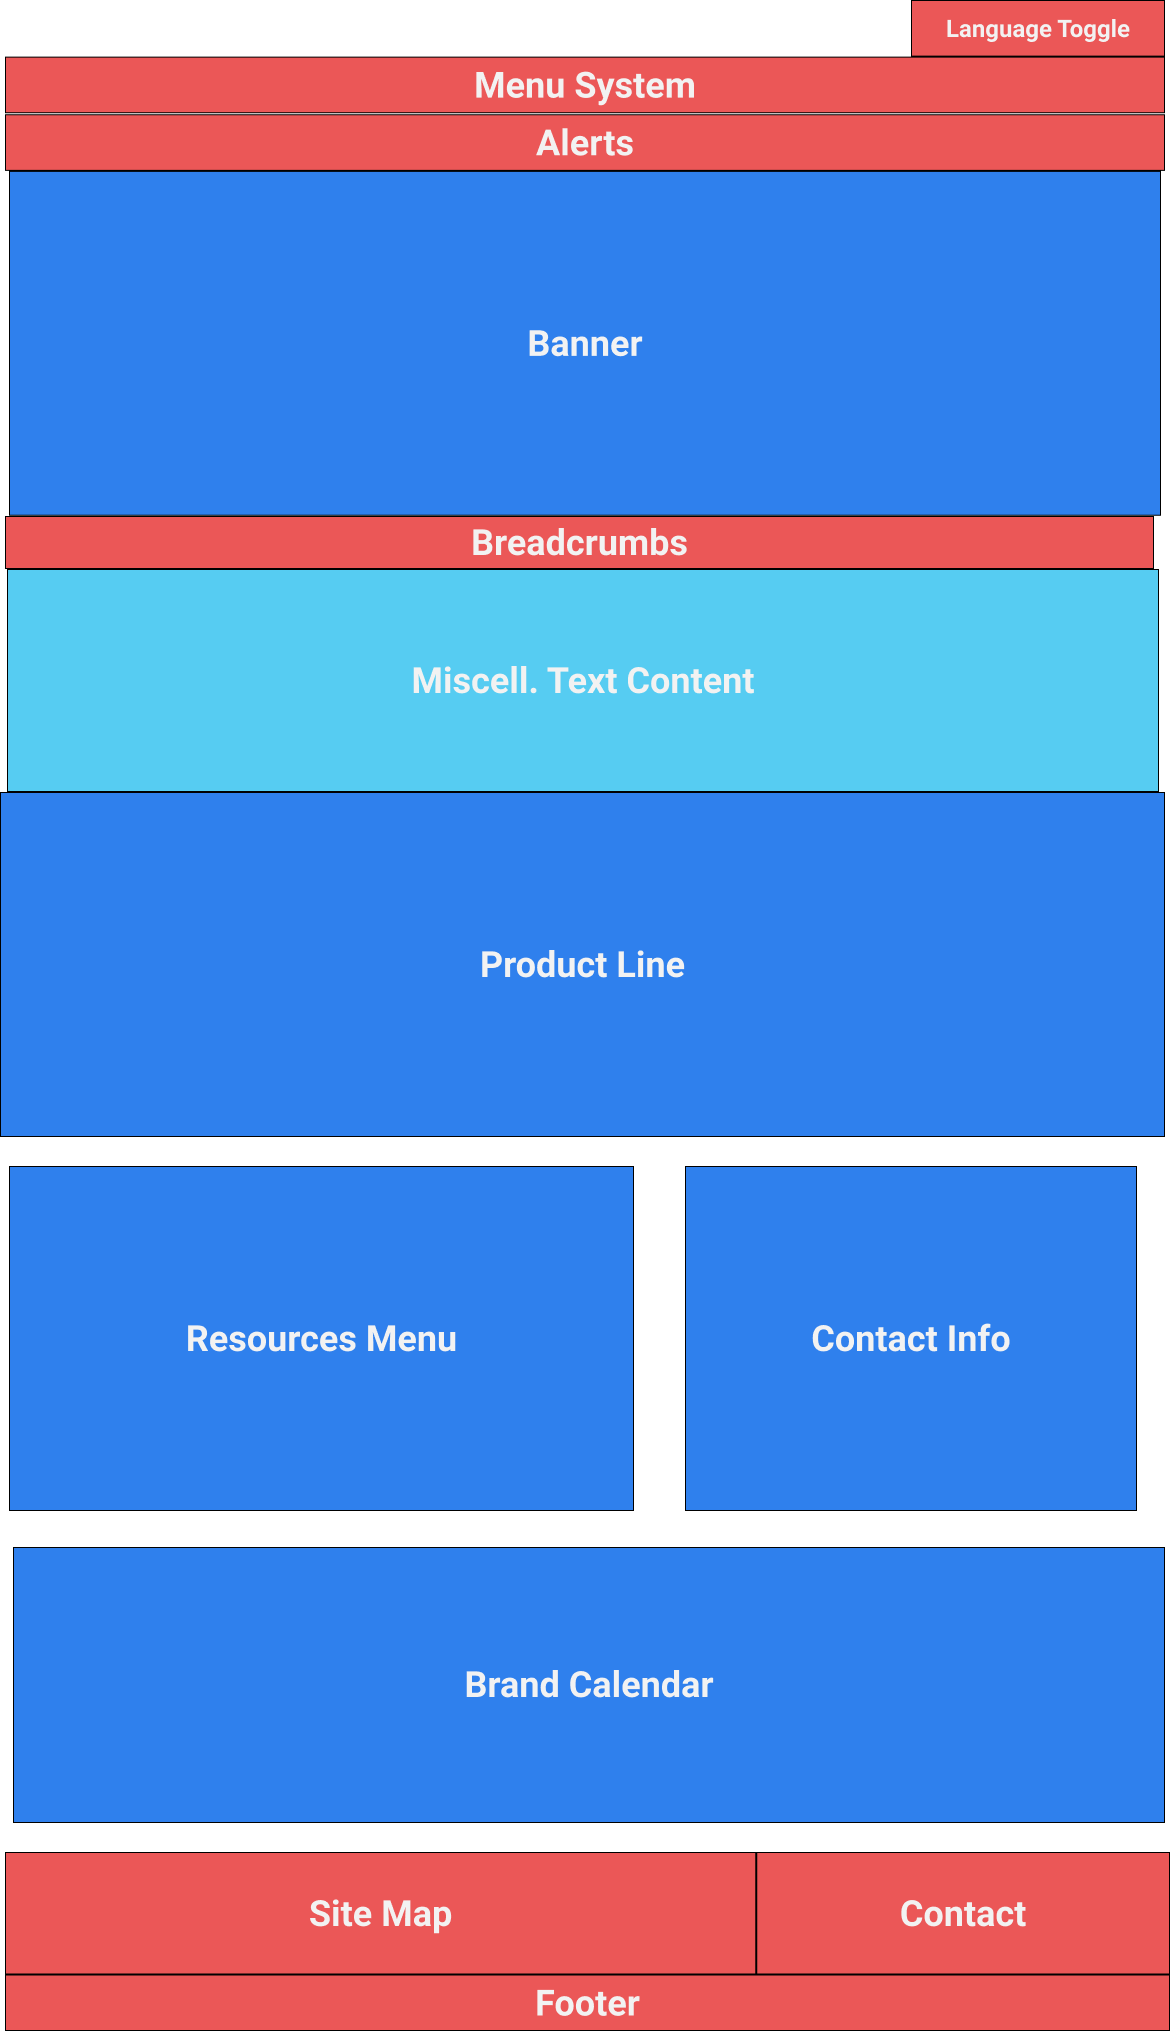 Language Toggle
Menu System
Alerts
Banner
Breadcrumbs
Miscell. Text Content
Product Line
Resources Menu
Contact Info
Brand Calendar
Site Map
Contact
Footer